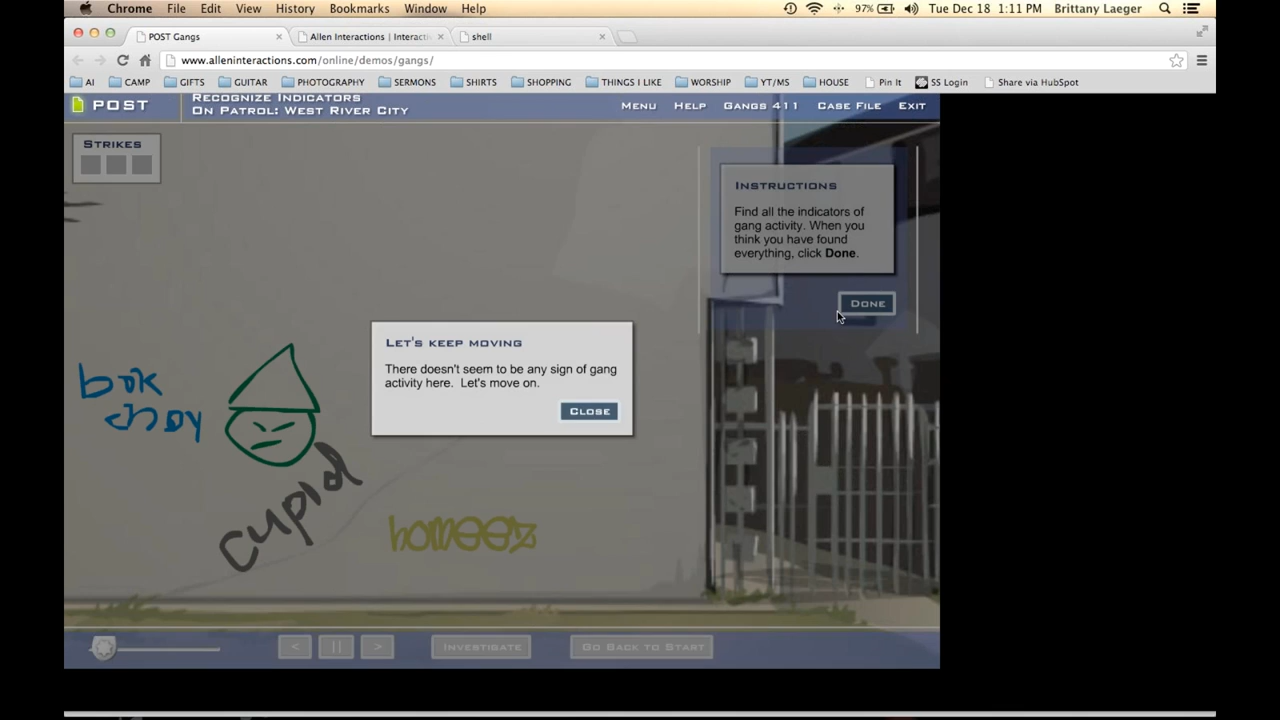 Chrome File Edit View History Bookmarks Window Help 97% Tue Dec 18 1:11 PM Brittany Laeger
POST Gangs Allen Interactions | Interacti shell
www.alleninteractions.com/online/demos/gangs/
AI CAMP GIFTS GUITAR PHOTOGRAPHY SERMONS SHIRTS SHOPPING THINGS I LIKE WORSHIP YT/MS HOUSE Pin It SS Login Share via HubSpot
POST
RECOGNIZE INDICATORS
ON PATROL: WEST RIVER CITY
MENU HELP GANGS 411 CASE FILE EXIT
STRIKES
INSTRUCTIONS
Find all the indicators of
gang activity. When you
think you have found
everything, click Done.
DONE
LET'S KEEP MOVING
There doesn't seem to be any sign of gang
activity here. Let's move on.
CLOSE
bok
choy
cupid
homeez
< || > INVESTIGATE GO BACK TO START